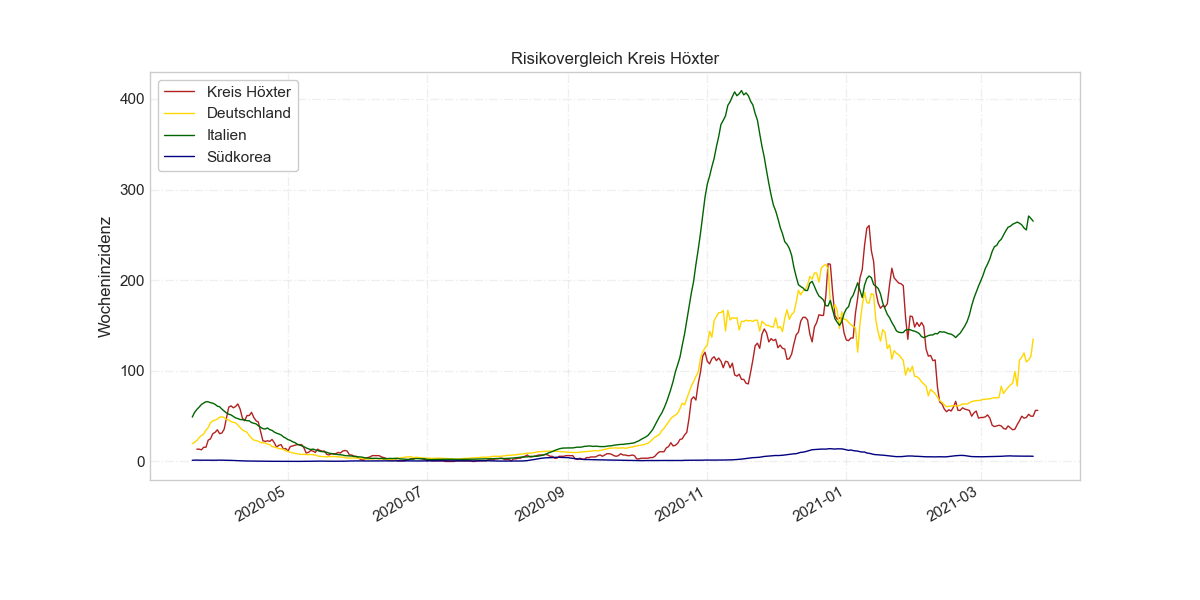 Risikovergleich Kreis Höxter
Kreis Höxter
Deutschland
Italien
Südkorea
Wocheninzidenz
400
300
200
100
0
2020-05
2020-07
2020-09
2020-11
2021-01
2021-03